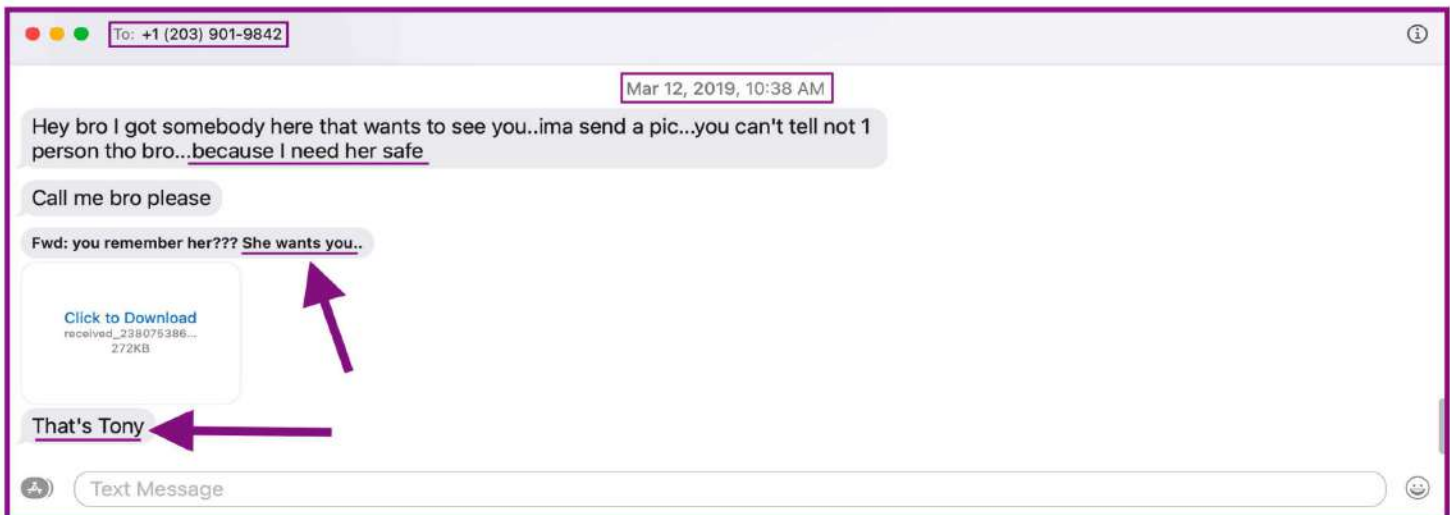 To: +1 (203) 901-9842
Mar 12, 2019, 10:38 AM
Hey bro I got somebody here that wants to see you..ima send a pic...you can't tell not 1
person tho bro...because I need her safe
Call me bro please
Fwd: you remember her??? She wants you..
Click to Download
received_238075386...
272KB
That's Tony
Text Message